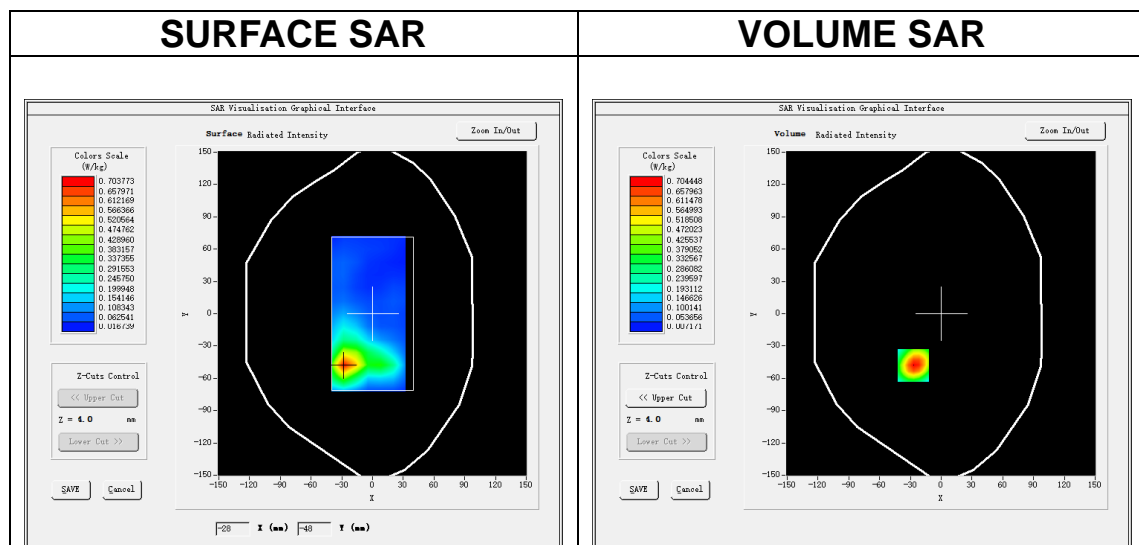 SURFACE SAR
VOLUME SAR
SAR Visualisation Graphical Interface
Surface Radiated Intensity
Zoom In/Out
Colors Scale
(W/kg)
0.703773
0.657971
0.612169
0.566366
0.520564
0.474762
0.428960
0.383157
0.337355
0.291553
0.245750
0.199948
0.154146
0.108343
0.062541
0.016739
150
120
90
60
30
0
-30
-60
-90
-120
-150
Y
-150 -120 -90 -60 -30 0 30 60 90 120 150
X
Z-Cuts Control
<< Upper Cut
Z = 4.0 mm
Lower Cut >>
SAVE Cancel
-28 X (mm) -48 Y (mm)
SAR Visualisation Graphical Interface
Volume Radiated Intensity
Zoom In/Out
Colors Scale
(W/kg)
0.704448
0.657963
0.611478
0.564993
0.518508
0.472023
0.425537
0.379052
0.332567
0.286082
0.239597
0.193112
0.146626
0.100141
0.053656
0.007171
150
120
90
60
30
0
-30
-60
-90
-120
-150
Y
-150 -120 -90 -60 -30 0 30 60 90 120 150
X
Z-Cuts Control
<< Upper Cut
Z = 4.0 mm
Lower Cut >>
SAVE Cancel